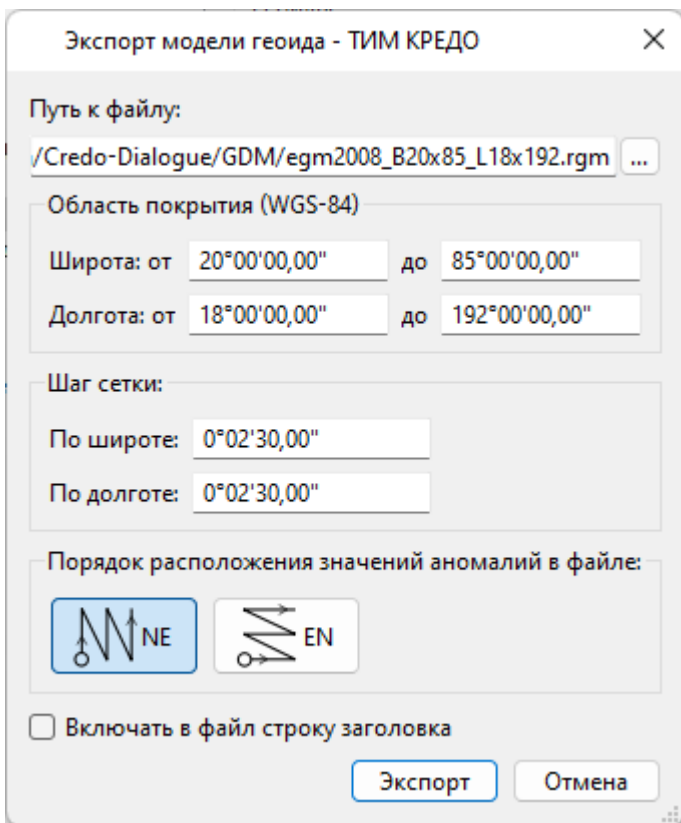 Экспорт модели геоида - ТИМ КРЕДО
Путь к файлу:
/Credo-Dialogue/GDM/egm2008_B20x85_L18x192.rgm ...
Область покрытия (WGS-84)
Широта: от 20°00'00,00" до 85°00'00,00"
Долгота: от 18°00'00,00" до 192°00'00,00"
Шаг сетки:
По широте: 0°02'30,00"
По долготе: 0°02'30,00"
Порядок расположения значений аномалий в файле:
NE EN
Включать в файл строку заголовка
Экспорт Отмена